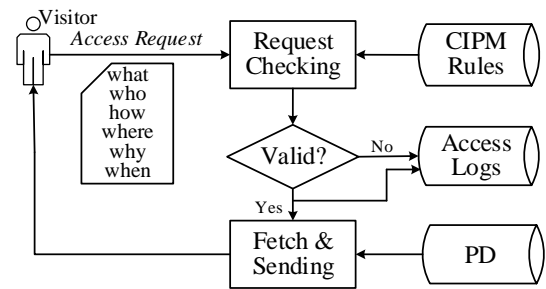 Visitor
Access Request
what
who
how
where
why
when
Request
Checking
CIPM
Rules
Valid?
No
Access
Logs
Yes
Fetch &
Sending
PD